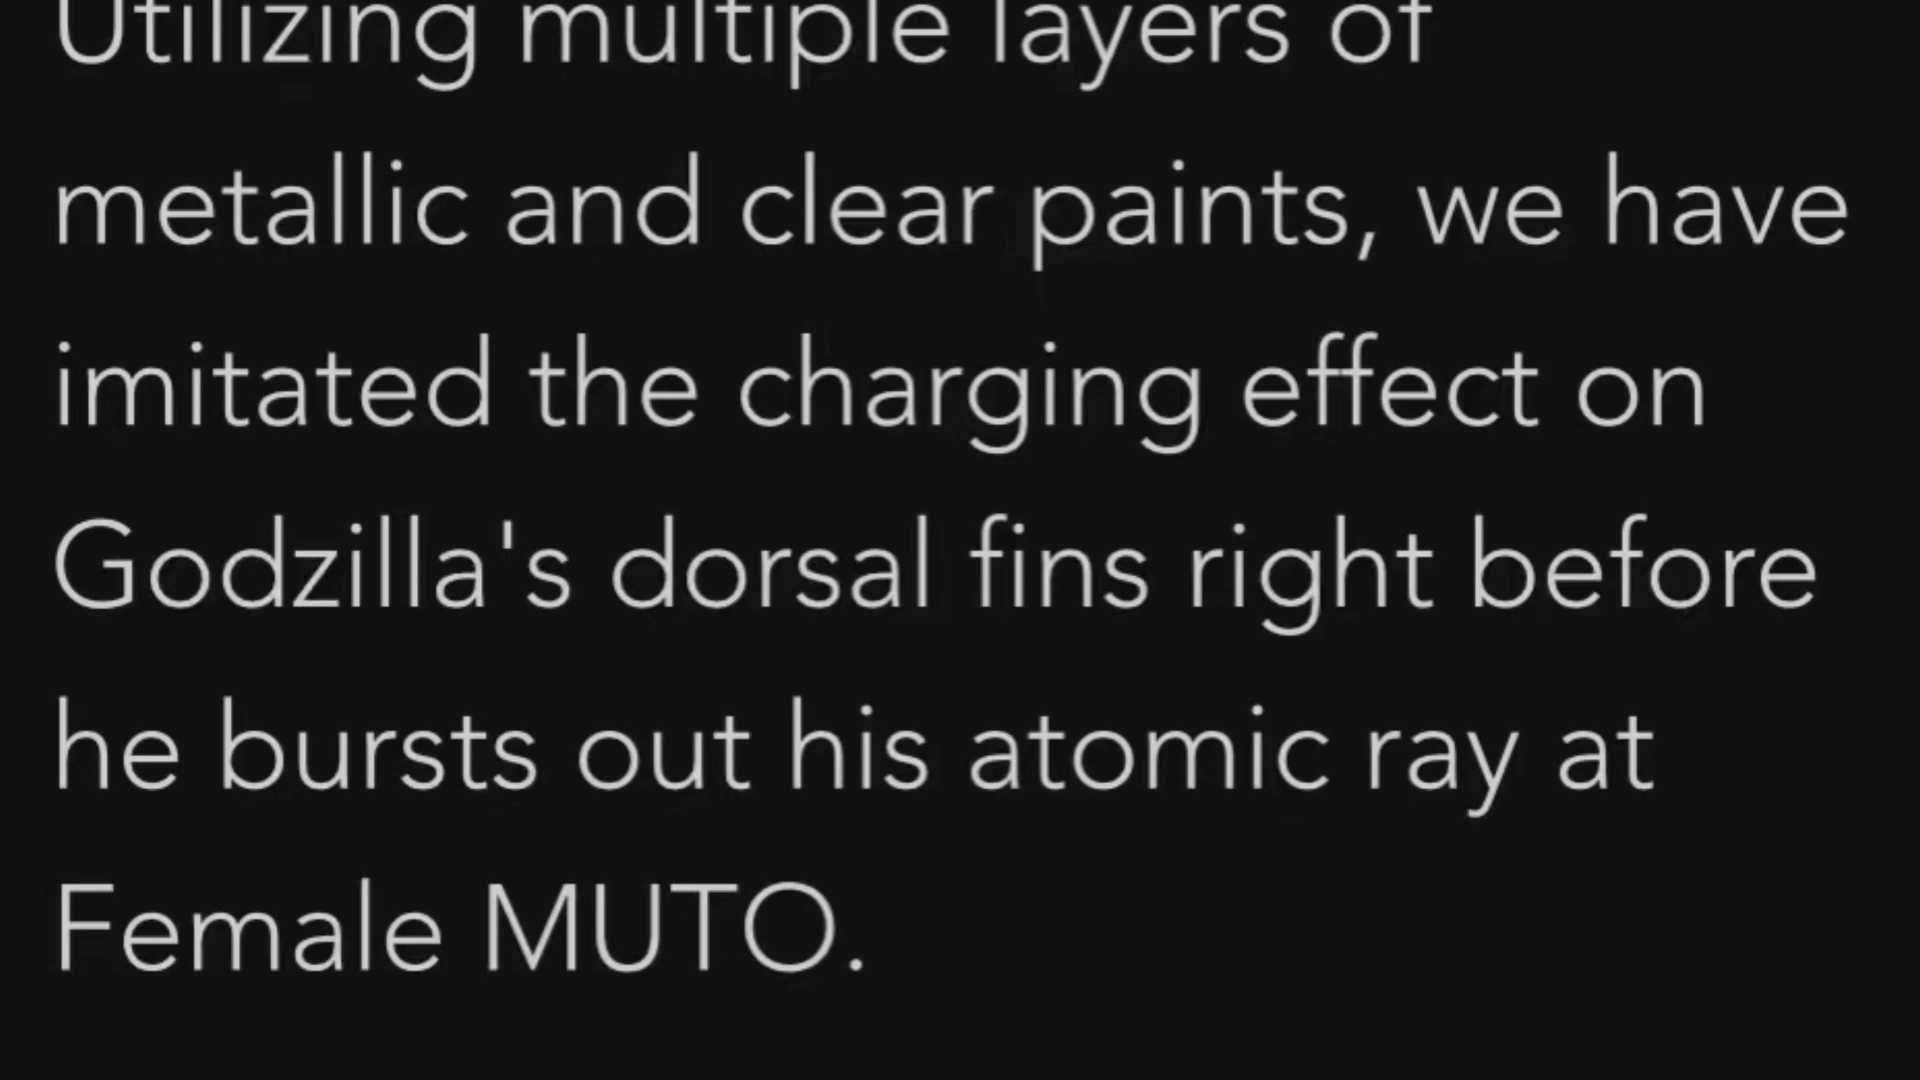 Utilizing multiple layers of
metallic and clear paints, we have
imitated the charging effect on
Godzilla's dorsal fins right before
he bursts out his atomic ray at
Female MUTO.